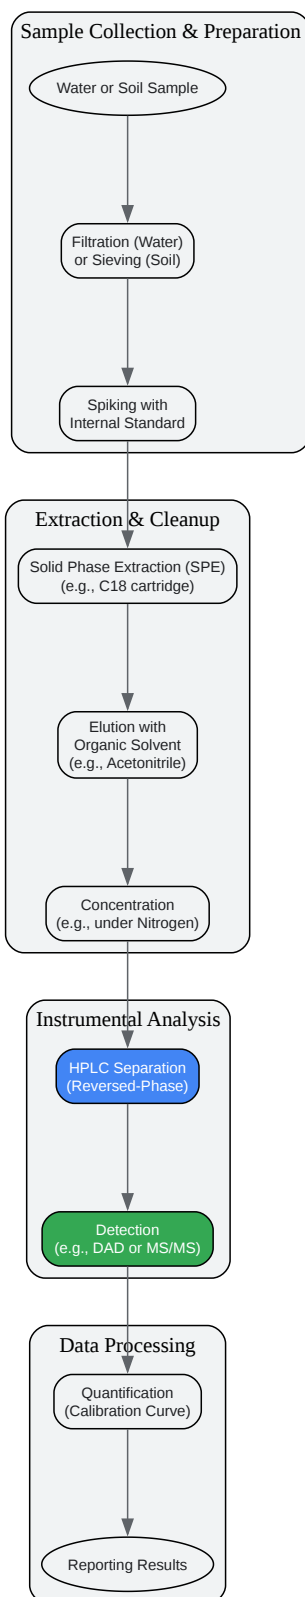 Sample Collection & Preparation
Water or Soil Sample
Filtration (Water)
or Sieving (Soil)
Spiking with
Internal Standard
Extraction & Cleanup
Solid Phase Extraction (SPE)
(e.g., C18 cartridge)
Elution with
Organic Solvent
(e.g., Acetonitrile)
Concentration
(e.g., under Nitrogen)
Instrumental Analysis
HPLC Separation
(Reversed-Phase)
Detection
(e.g., DAD or MS/MS)
Data Processing
Quantification
(Calibration Curve)
Reporting Results